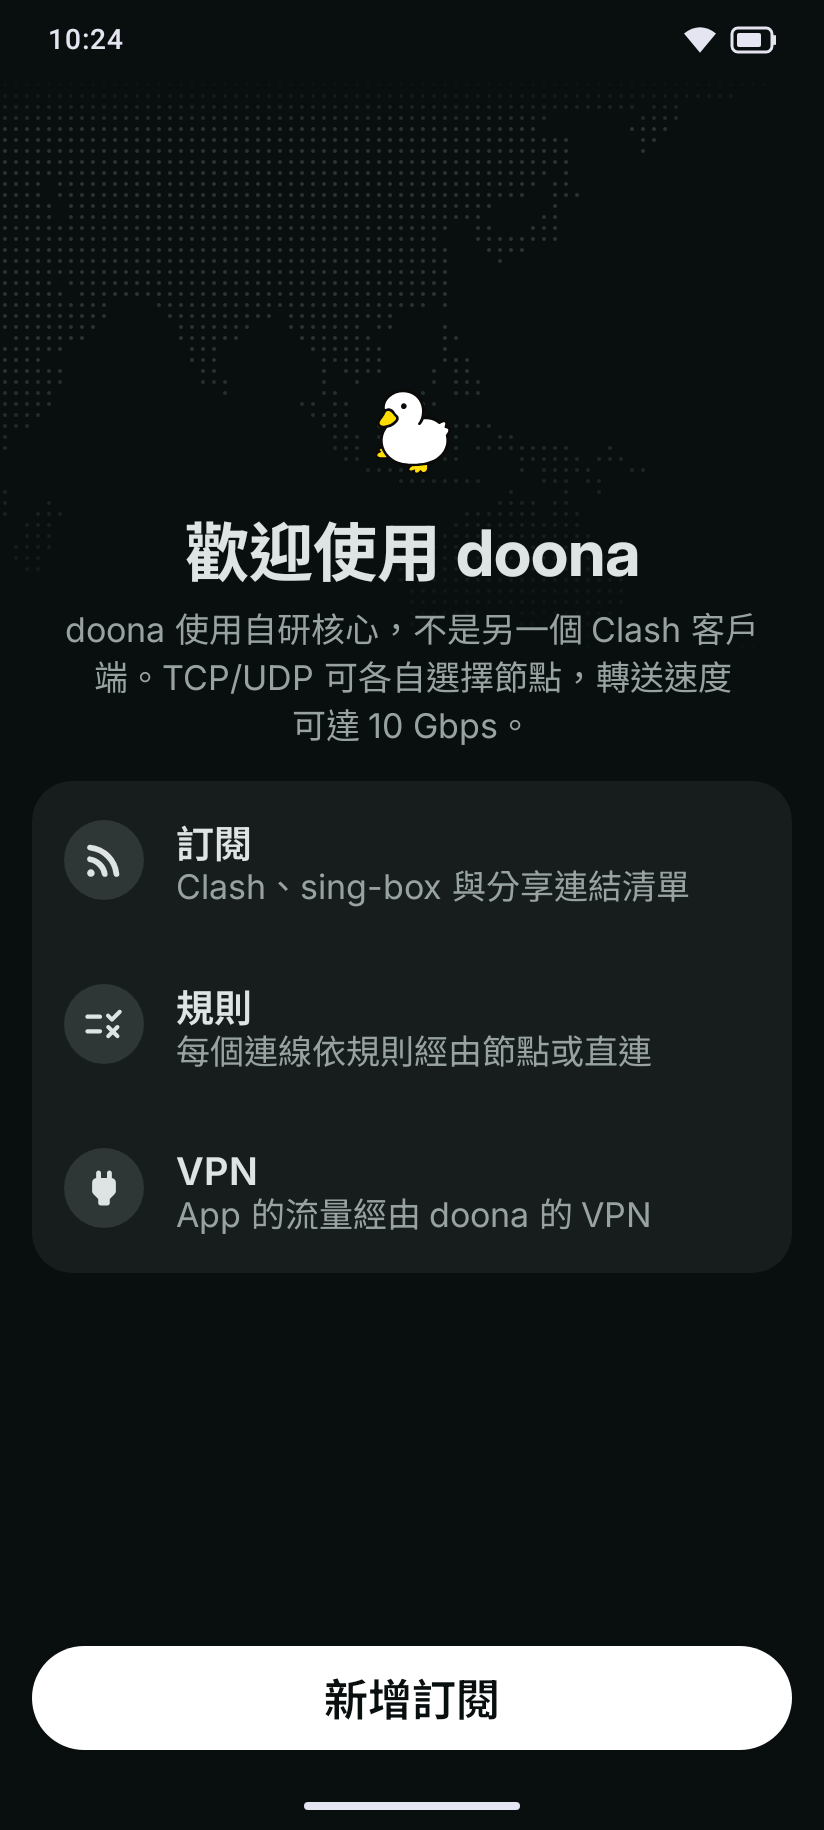 10:24
歡迎使用 doona
doona 使用自研核心，不是另一個 Clash 客戶
端。TCP/UDP 可各自選擇節點，轉送速度
可達 10 Gbps。
訂閱
Clash、sing-box 與分享連結清單
規則
每個連線依規則經由節點或直連
VPN
App 的流量經由 doona 的 VPN
新增訂閱